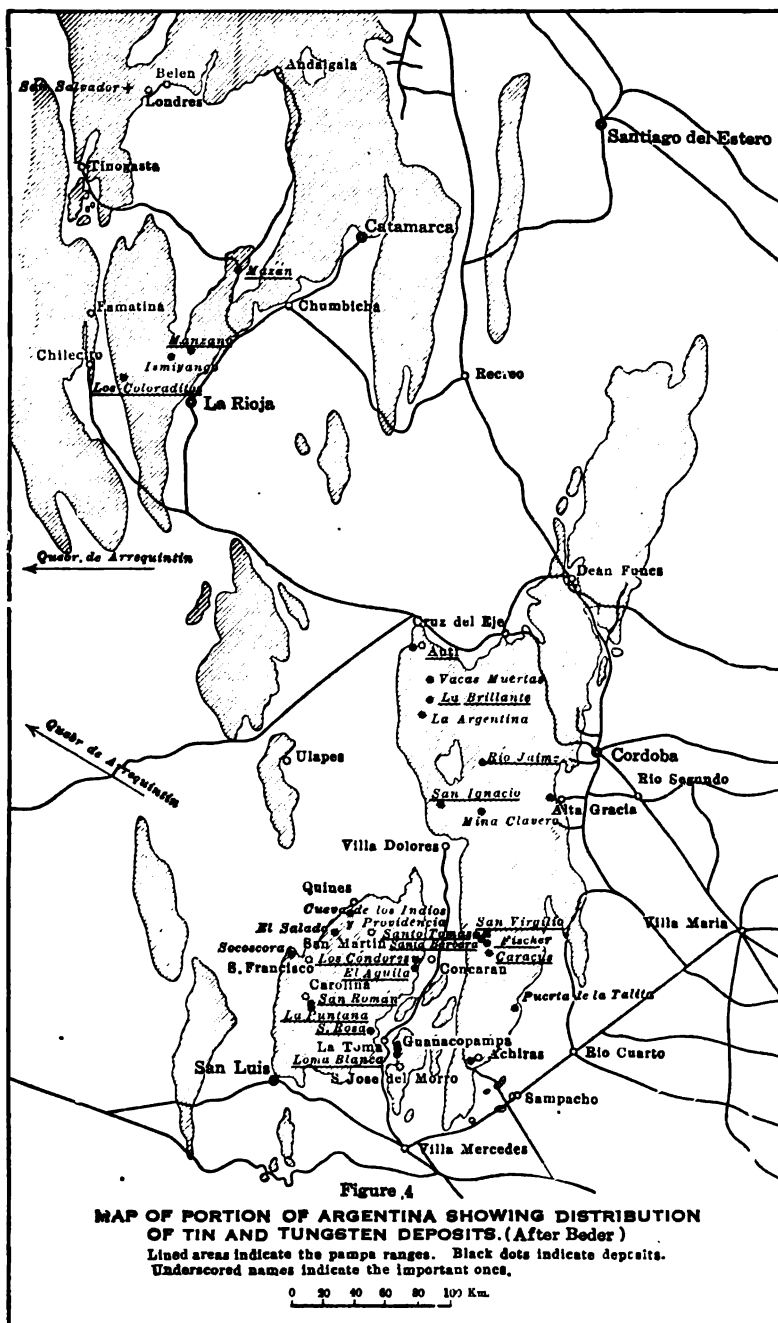 Andalgala
Belen
San Salvador
Londres
Santiago del Estero
Tinogasta
Catamarca
Mazán
Famatina
Chumbicha
Manzano
Chilecito
Ismiyango
Recreo
Los Coloraditos
La Rioja
Quebr. de Arrequintin
Dean Funes
Cruz del Eje
Auti
Vacas Muertas
La Brillante
La Argentina
Quebr de Arrequintin
Ulapes
Río Jaime
Cordoba
Rio Segundo
San Ignacio
Alta Gracia
Mina Clavero
Villa Dolores
Quines
Cueva de los Indios
y Providencia
San Virgilio
Villa Maria
El Salado
Santo Tomas
San Martin
Santa Barbara
Fischer
Socoscora
Los Condores
Caracus
S. Francisco
El Aguila
Concaran
Carolina
San Roman
Puerta de la Talita
La Puntana
S. Rosa
La Toma
Guanacopampa
Achiras
Rio Cuarto
Loma Blanca
San Luis
S. Jose del Morro
Sampacho
Villa Mercedes
Figure 4
MAP OF PORTION OF ARGENTINA SHOWING DISTRIBUTION
OF TIN AND TUNGSTEN DEPOSITS. (After Beder)
Lined areas indicate the pampa ranges. Black dots indicate deposits.
Underscored names indicate the important ones.
0 20 40 60 80 100 Km.